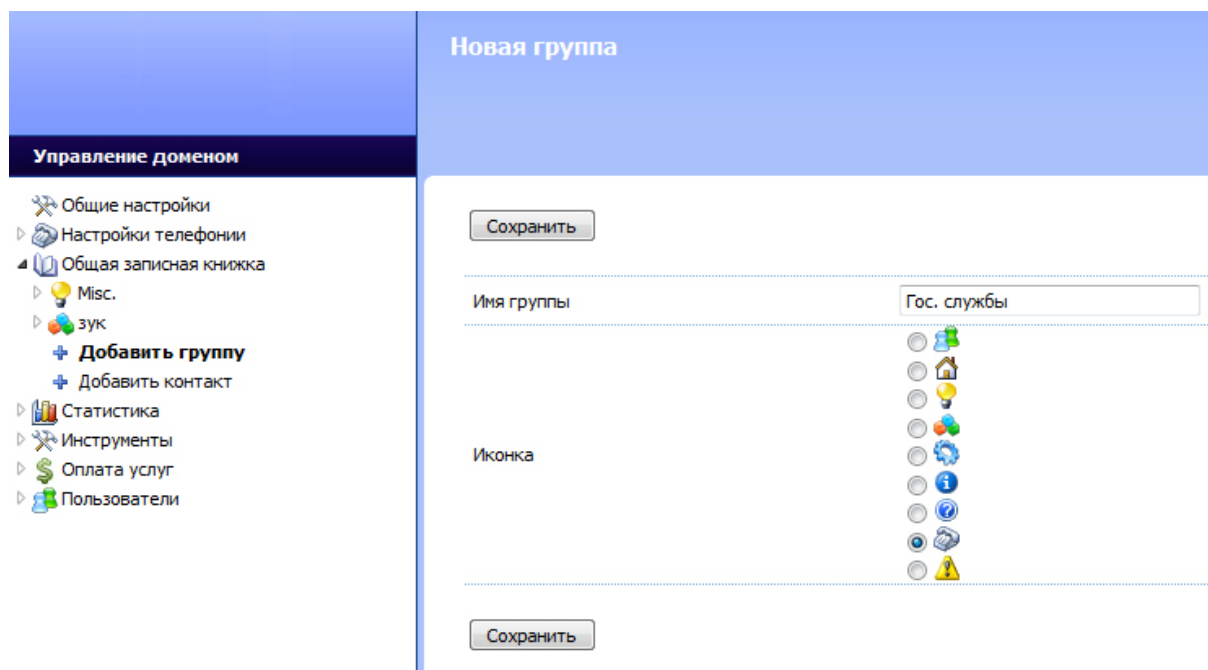 Новая группа
Управление доменом
Общие настройки
Настройки телефонии
Общая записная книжка
Misc.
зук
Добавить группу
Добавить контакт
Статистика
Инструменты
Оплата услуг
Пользователи
Сохранить
Имя группы
Гос. службы
Иконка
Сохранить